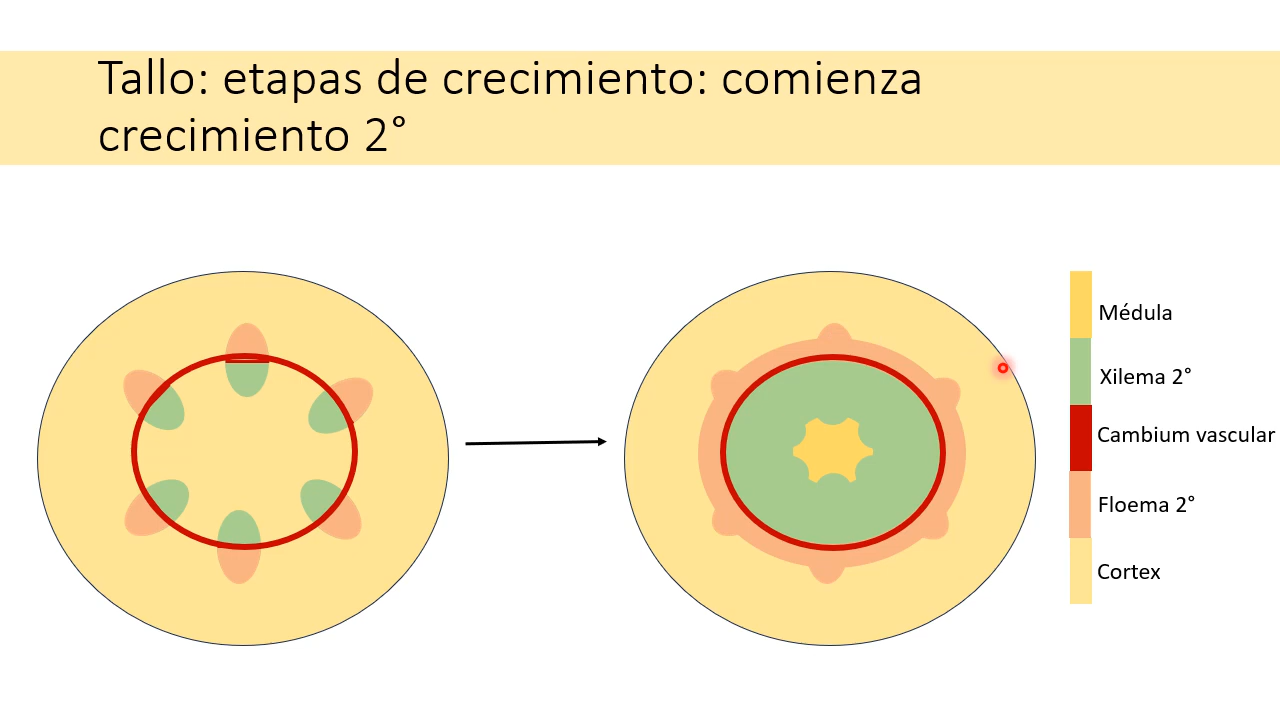 Tallo: etapas de crecimiento: comienza
crecimiento 2°
Médula
Xilema 2°
Cambium vascular
Floema 2°
Cortex